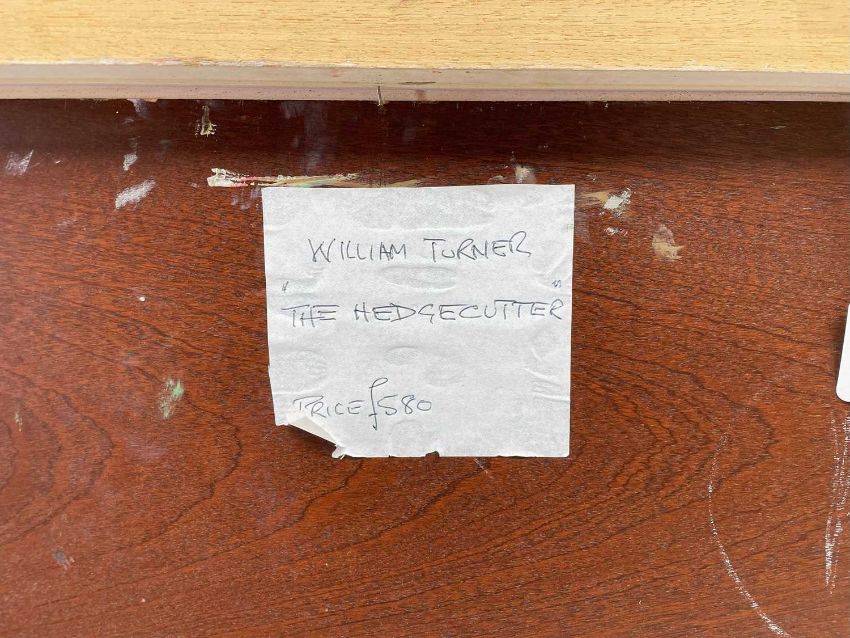 WILLIAM TURNER
"THE HEDGECUTTER"
PRICE £580